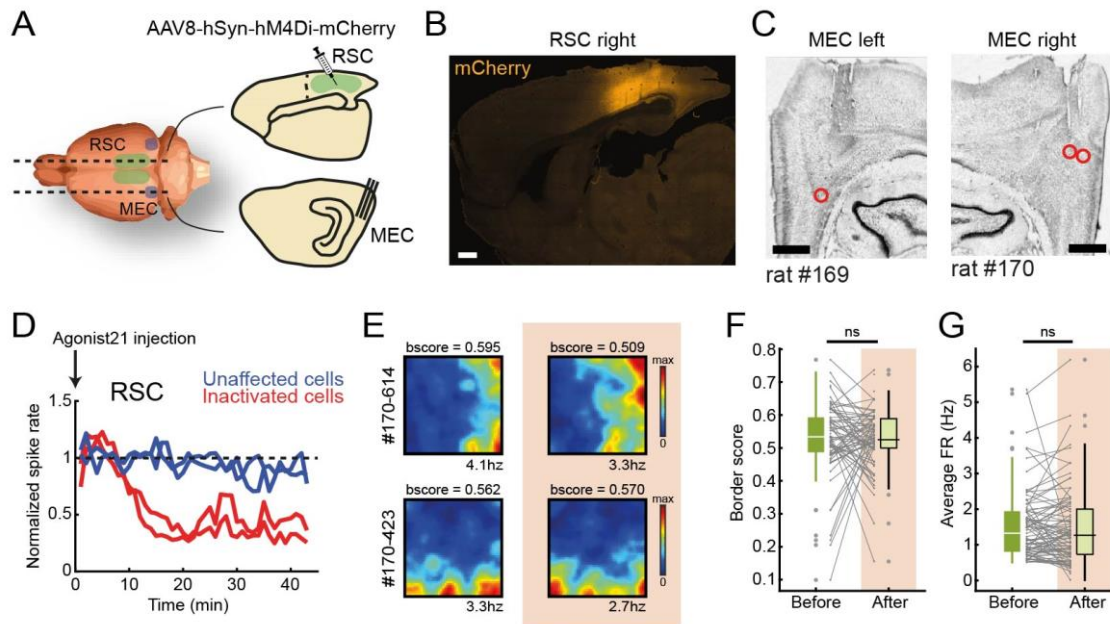 A
AAV8-hSyn-hM4Di-mCherry
RSC
RSC
MEC
MEC
B
RSC right
mCherry
C
MEC left
MEC right
rat #169
rat #170
D
Agonist21 injection
RSC
Unaffected cells
Inactivated cells
Normalized spike rate
1.5
1
0.5
0
0
10
20
30
40
Time (min)
E
bscore = 0.595
bscore = 0.509
#170-614
max
0
4.1hz
3.3hz
bscore = 0.562
bscore = 0.570
#170-423
max
0
3.3hz
2.7hz
F
ns
Border score
0.8
0.7
0.6
0.5
0.4
0.3
0.2
0.1
Before
After
G
ns
Average FR (Hz)
6
5
4
3
2
1
0
Before
After